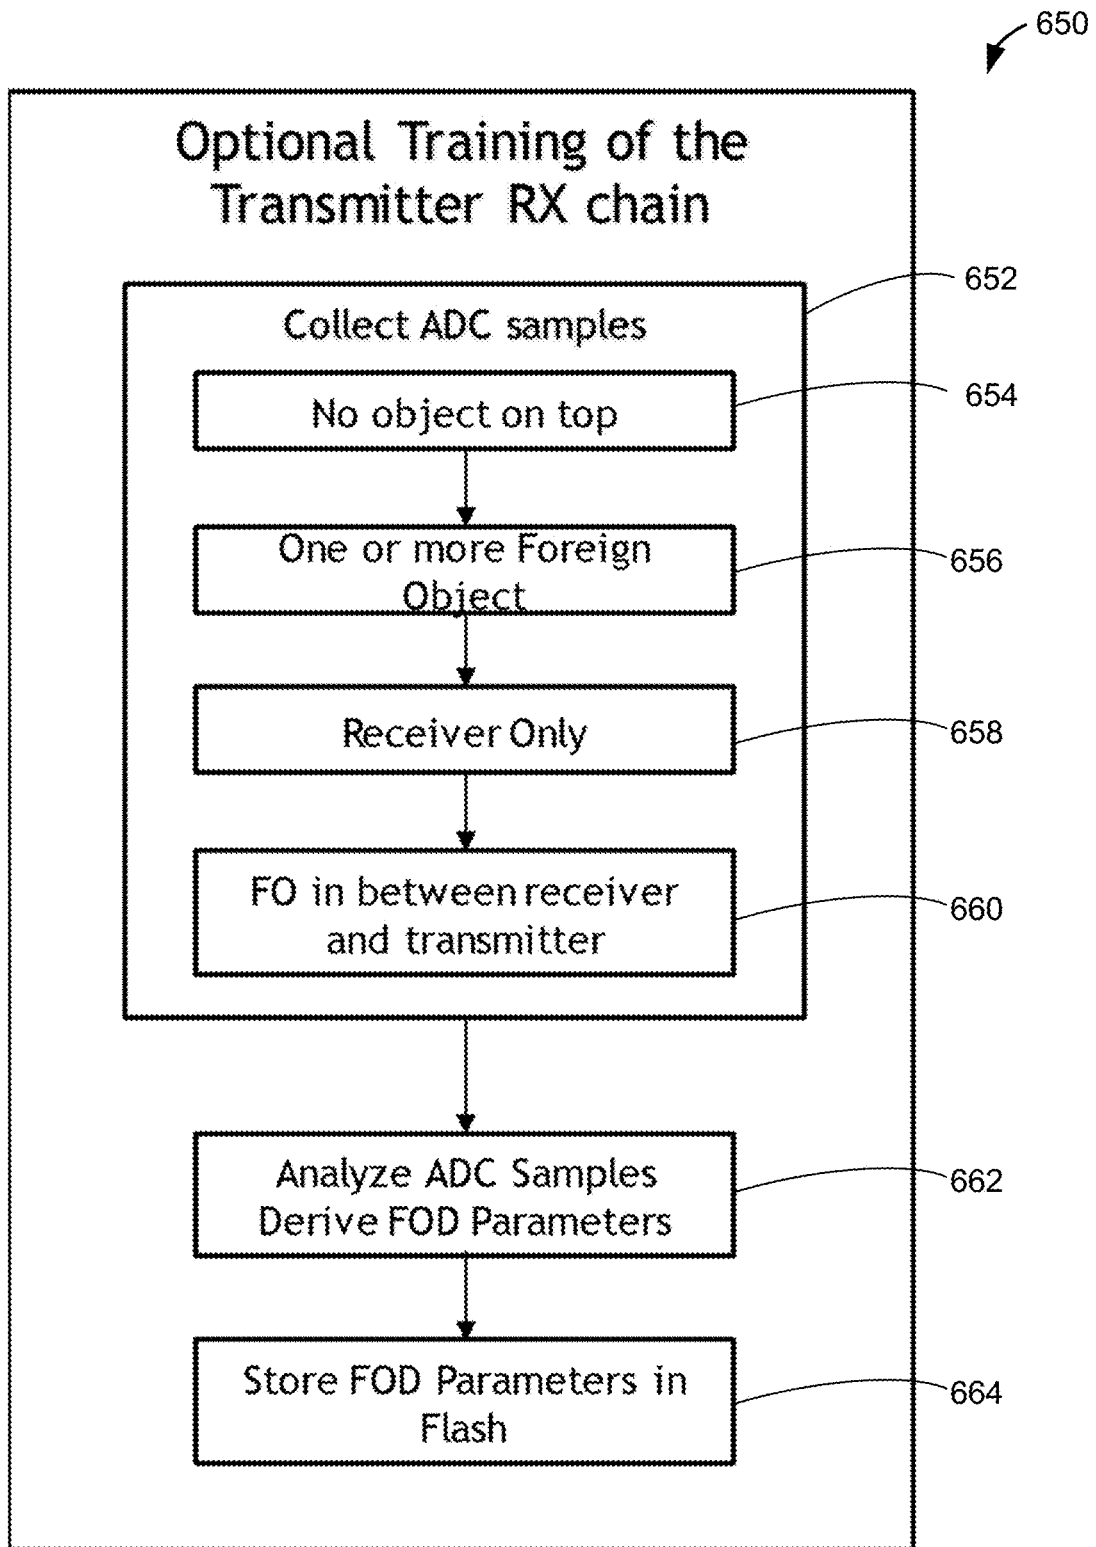 650
Optional Training of the
Transmitter RX chain
652
Collect ADC samples
No object on top
654
One or more Foreign
Object
656
Receiver Only
658
FO in between receiver
and transmitter
660
Analyze ADC Samples
Derive FOD Parameters
662
Store FOD Parameters in
Flash
664